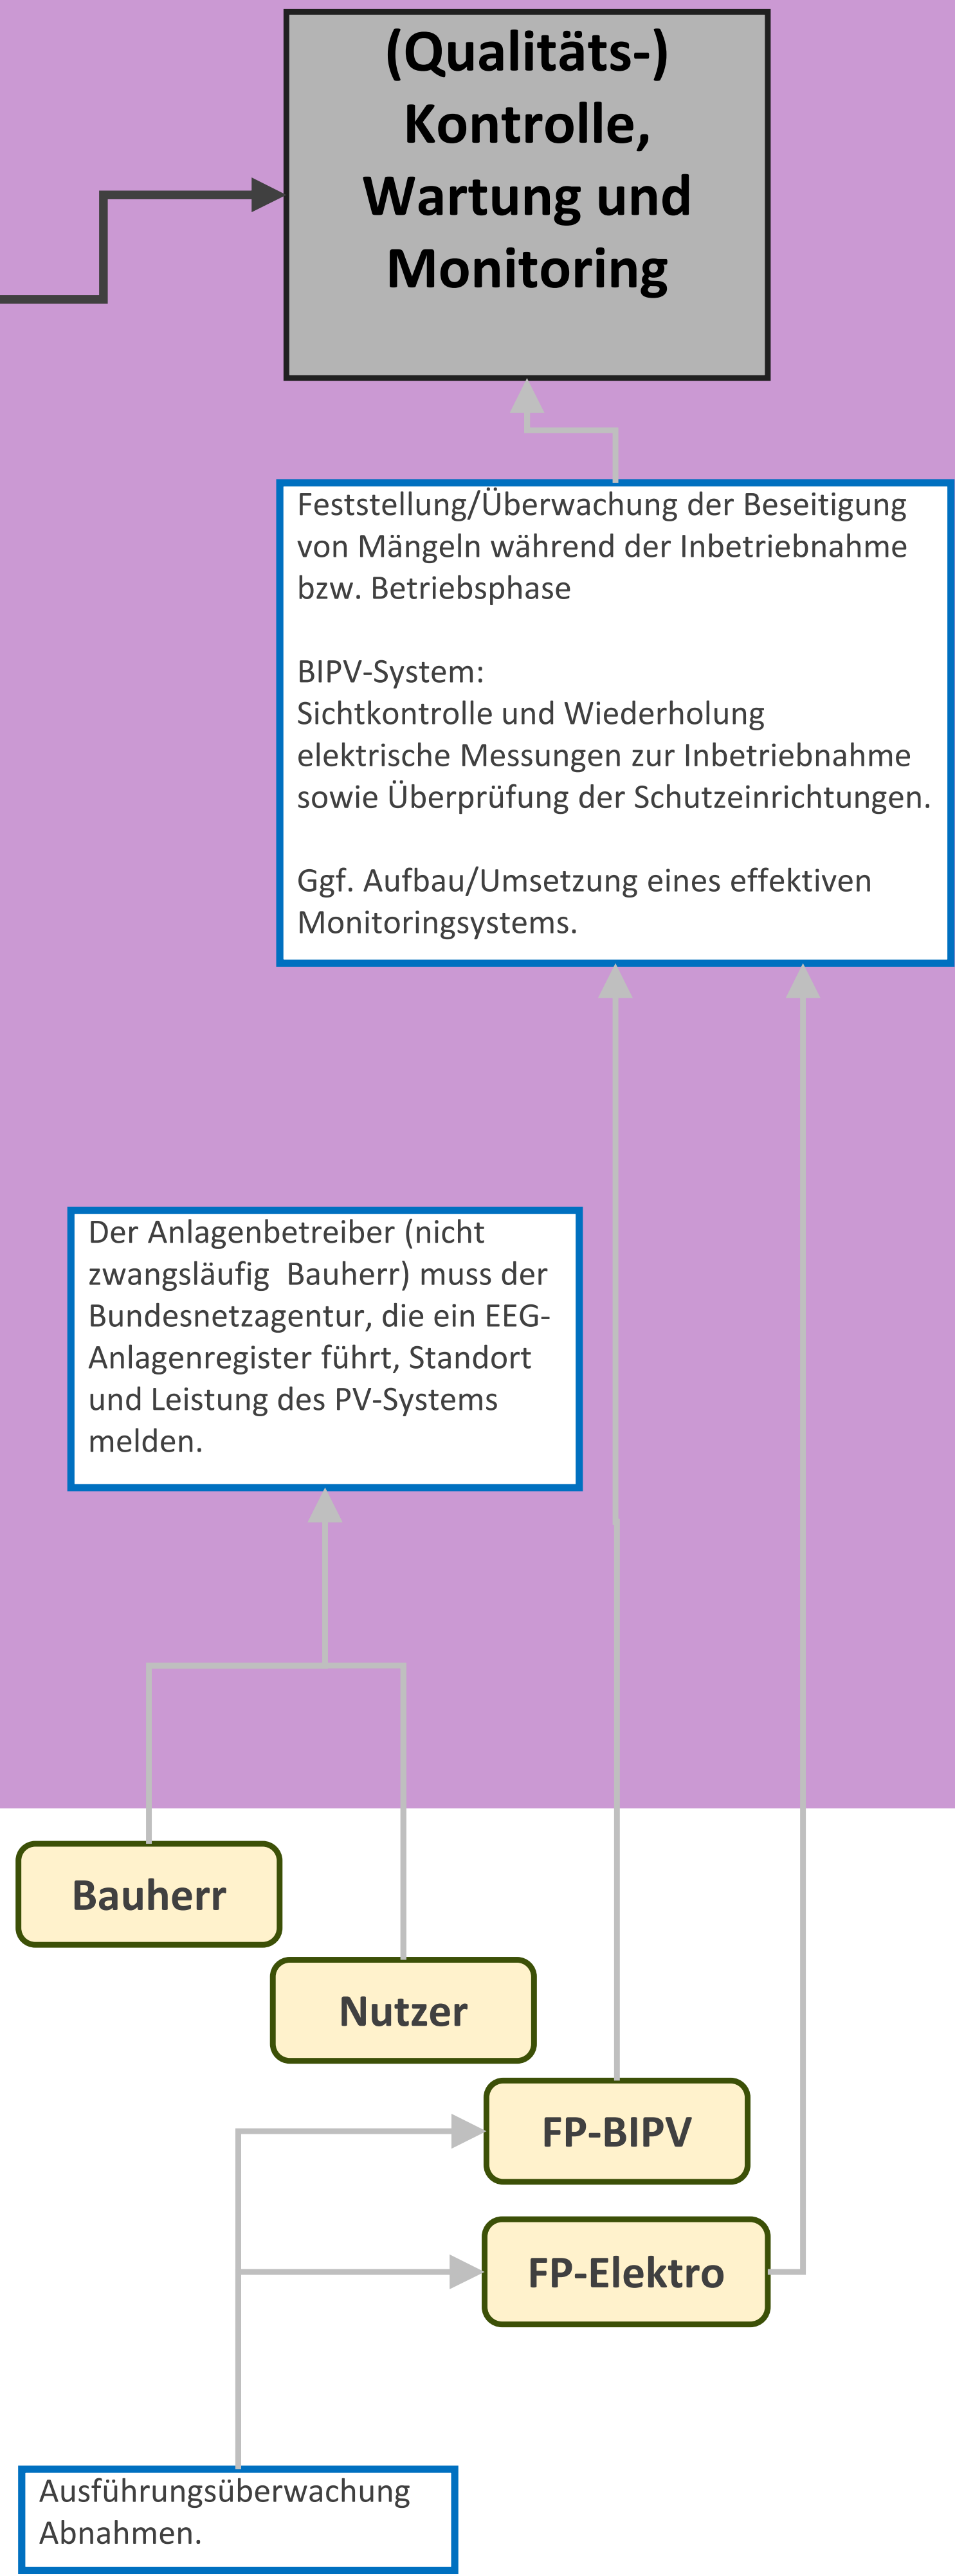 (Qualitäts-)
Kontrolle,
Wartung und
Monitoring
Feststellung/Überwachung der Beseitigung
von Mängeln während der Inbetriebnahme
bzw. Betriebsphase
BIPV-System:
Sichtkontrolle und Wiederholung
elektrische Messungen zur Inbetriebnahme
sowie Überprüfung der Schutzeinrichtungen.
Ggf. Aufbau/Umsetzung eines effektiven
Monitoringsystems.
Der Anlagenbetreiber (nicht
zwangsläufig  Bauherr) muss der
Bundesnetzagentur, die ein EEG-
Anlagenregister führt, Standort
und Leistung des PV-Systems
melden.
Bauherr
Nutzer
FP-BIPV
FP-Elektro
Ausführungsüberwachung
Abnahmen.